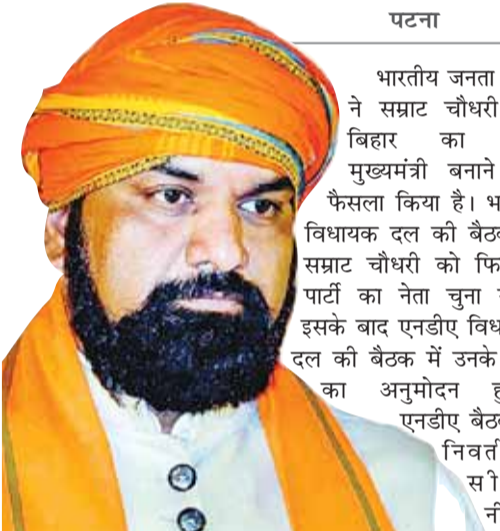 पटना
भारतीय जनता
ने सम्राट चौधरी
बिहार का
मुख्यमंत्री बनाने
फैसला किया है।
विधायक दल की
सम्राट चौधरी को
पार्टी का नेता चुना
इसके बाद एनडीए
दल की बैठक में उनके
का अनुमोदन
एनडीए